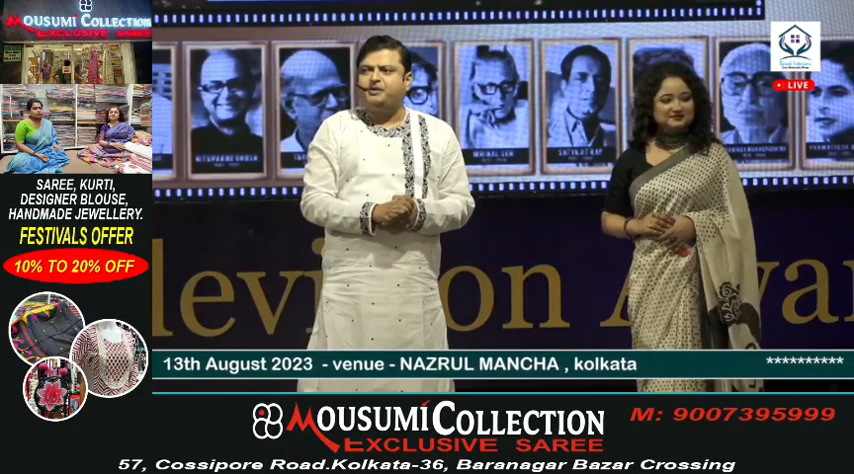 MOUSUMI COLLECTION
EXCLUSIVE SAREE
SAREE, KURTI,
DESIGNER BLOUSE,
HANDMADE JEWELLERY.
FESTIVALS OFFER
10% TO 20% OFF
LIVE
RITUPARNO GHOSH
MRINAL SEN
SATYAJIT RAY
levision Awar
13th August 2023 - venue - NAZRUL MANCHA , kolkata
**********
MOUSUMI COLLECTION
EXCLUSIVE SAREE
M: 9007395999
57, Cossipore Road.Kolkata-36, Baranagar Bazar Crossing